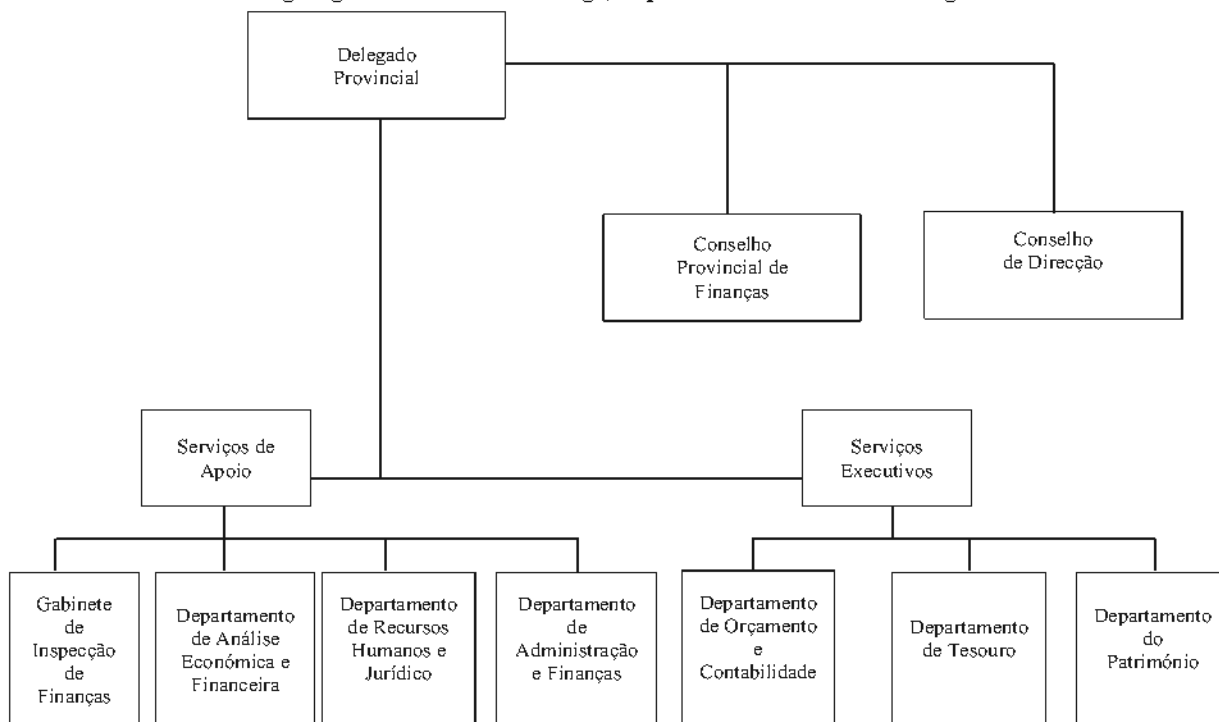 Delegado
Provincial
Conselho
Provincial de
Finanças
Conselho
de Direcção
Serviços de
Apoio
Serviços
Executivos
Gabinete
de
Inspecção
de
Finanças
Departamento
de Análise
Económica e
Financeira
Departamento
de Recursos
Humanos e
Jurídico
Departamento
de
Administração
e Finanças
Departamento
de Orçamento
e
Contabilidade
Departamento
de Tesouro
Departamento
do
Património